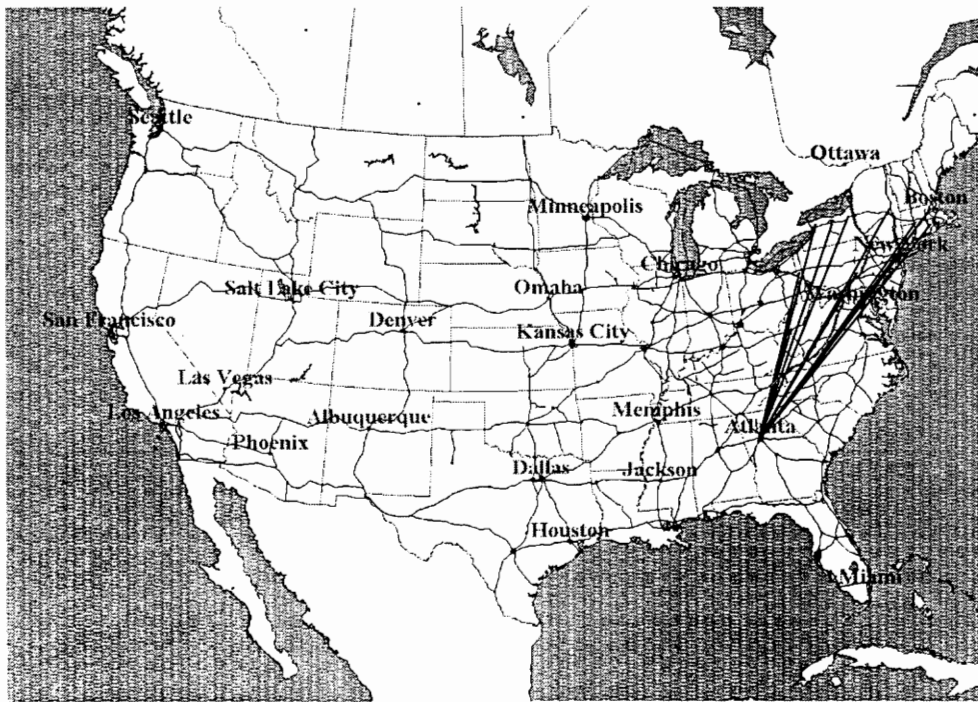 Seattle
Ottawa
Boston
Minneapolis
New York
Chicago
Salt Lake City
Omaha
Washington
San Francisco
Denver
Kansas City
Las Vegas
Los Angeles
Albuquerque
Memphis
Atlanta
Phoenix
Dallas
Jackson
Houston
Miami